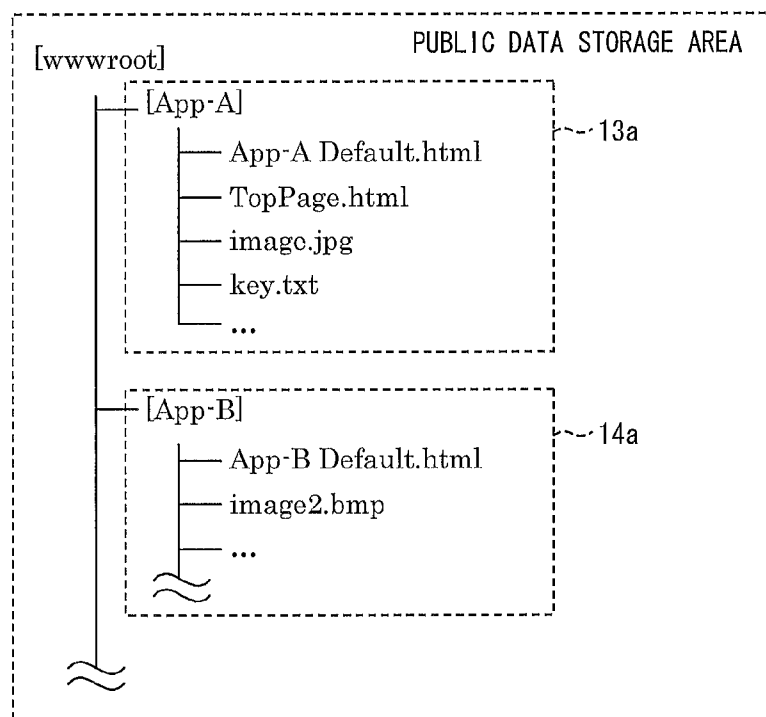 PUBLIC DATA STORAGE AREA
[wwwroot]
[App-A]
13a
App-A Default.html
TopPage.html
image.jpg
key.txt
...
[App-B]
14a
App-B Default.html
image2.bmp
...